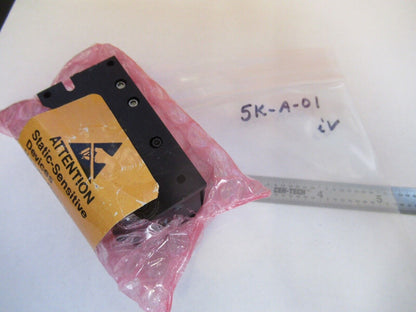 ATTENTION
Static-Sensitive
Devices
5K-A-01
iv
CEN-TECH
4
5